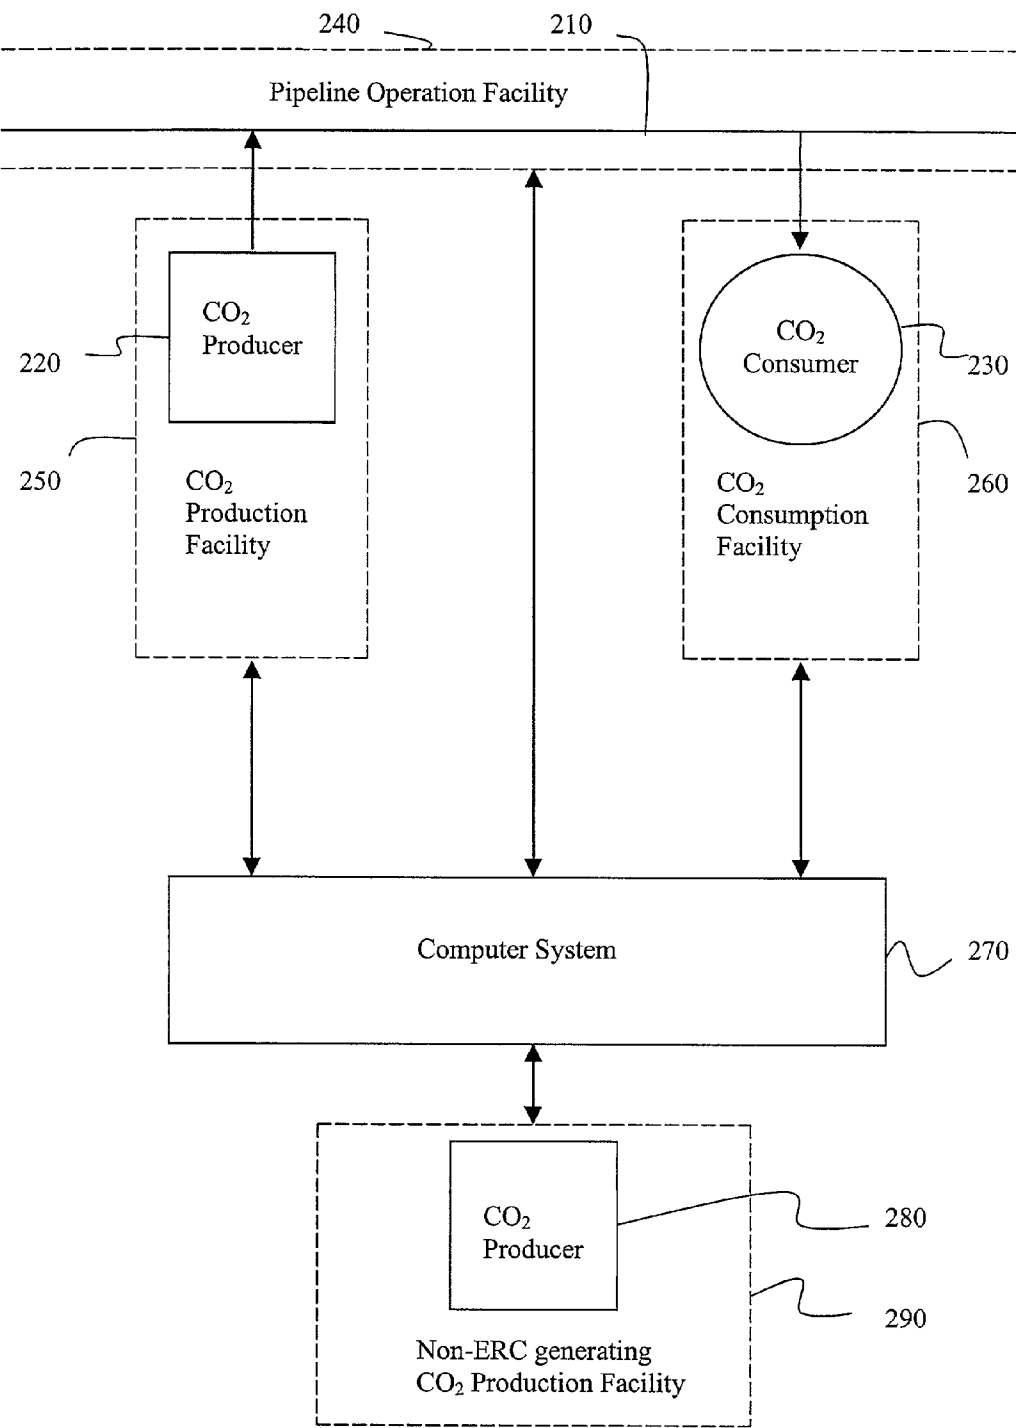 240
210
Pipeline Operation Facility
CO₂
Producer
220
CO₂
Consumer
230
250
CO₂
Production
Facility
260
CO₂
Consumption
Facility
Computer System
270
CO₂
Producer
280
290
Non-ERC generating
CO₂ Production Facility